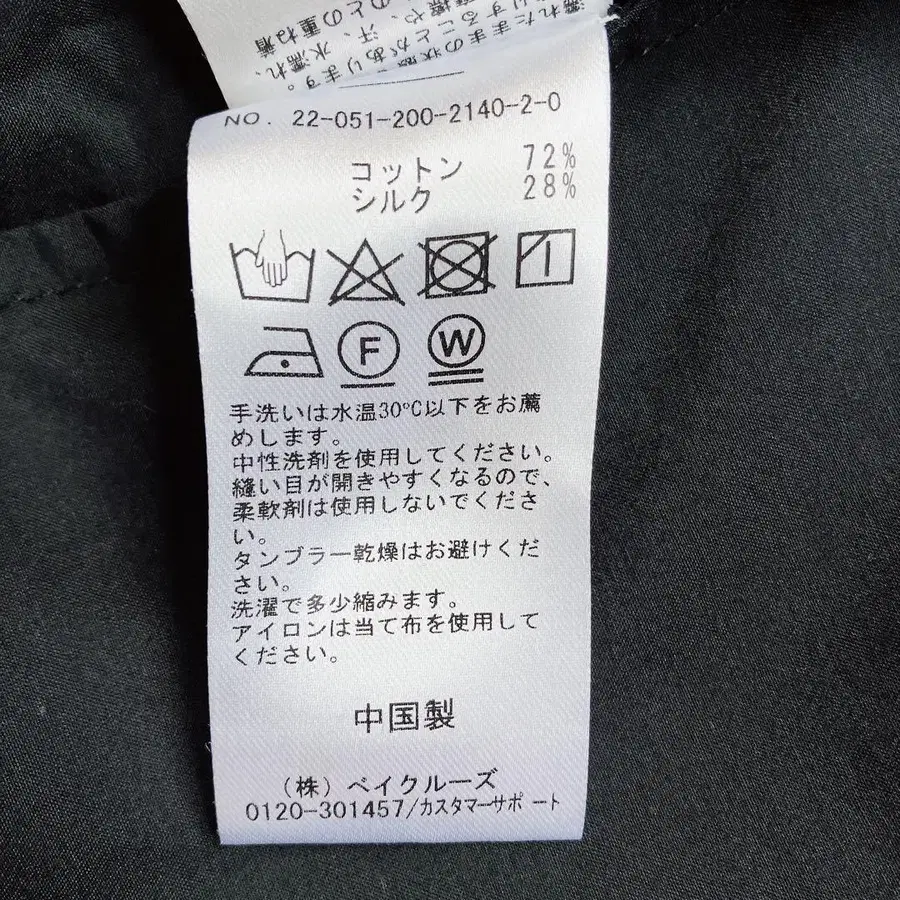 NO. 22-051-200-2140-2-0
コットン 72%
シルク 28%
F W
手洗いは水温30℃以下をお薦
めします。
中性洗剤を使用してください。
縫い目が開きやすくなるので、
柔軟剤は使用しないでくださ
い。
タンブラー乾燥はお避けくだ
さい。
洗濯で多少縮みます。
アイロンは当て布を使用して
ください。
中国製
(株)ベイクルーズ
0120-301457/カスタマーサポート